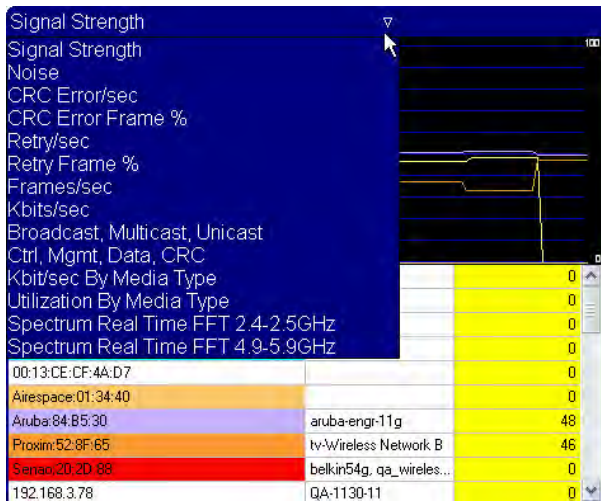 Signal Strength
100
Signal Strength
Noise
CRC Error/sec
CRC Error Frame %
Retry/sec
Retry Frame %
Frames/sec
Kbits/sec
Broadcast, Multicast, Unicast
Ctrl, Mgmt, Data, CRC
0
Kbit/sec By Media Type 0
Utilization By Media Type 0
Spectrum Real Time FFT 2.4-2.5GHz 0
Spectrum Real Time FFT 4.9-5.9GHz 0
00:13:CE:CF:4A:D7 0
Airespace:01:34:40 0
Aruba:84:B5:30 aruba-engr-11g 48
Proxim:52:8F:65 tv-Wireless Network B 46
Senao:20:2D:88 belkin54g, qa_wireles... 0
192.168.3.78 QA-1130-11 0